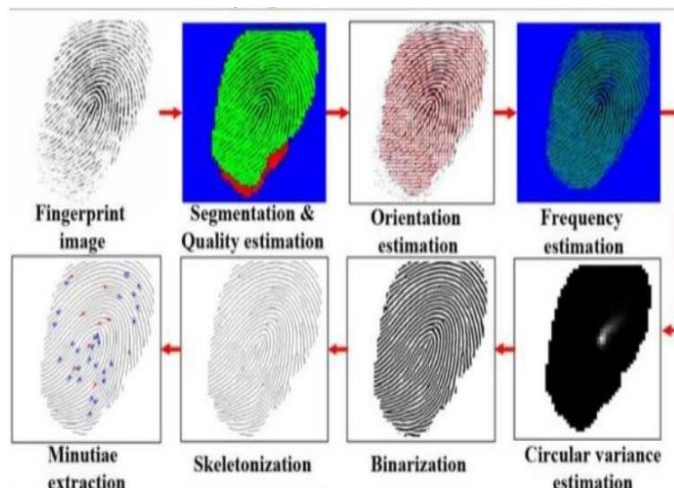 Fingerprint
image
Segmentation &
Quality estimation
Orientation
estimation
Frequency
estimation
Minutiae
extraction
Skeletonization
Binarization
Circular variance
estimation